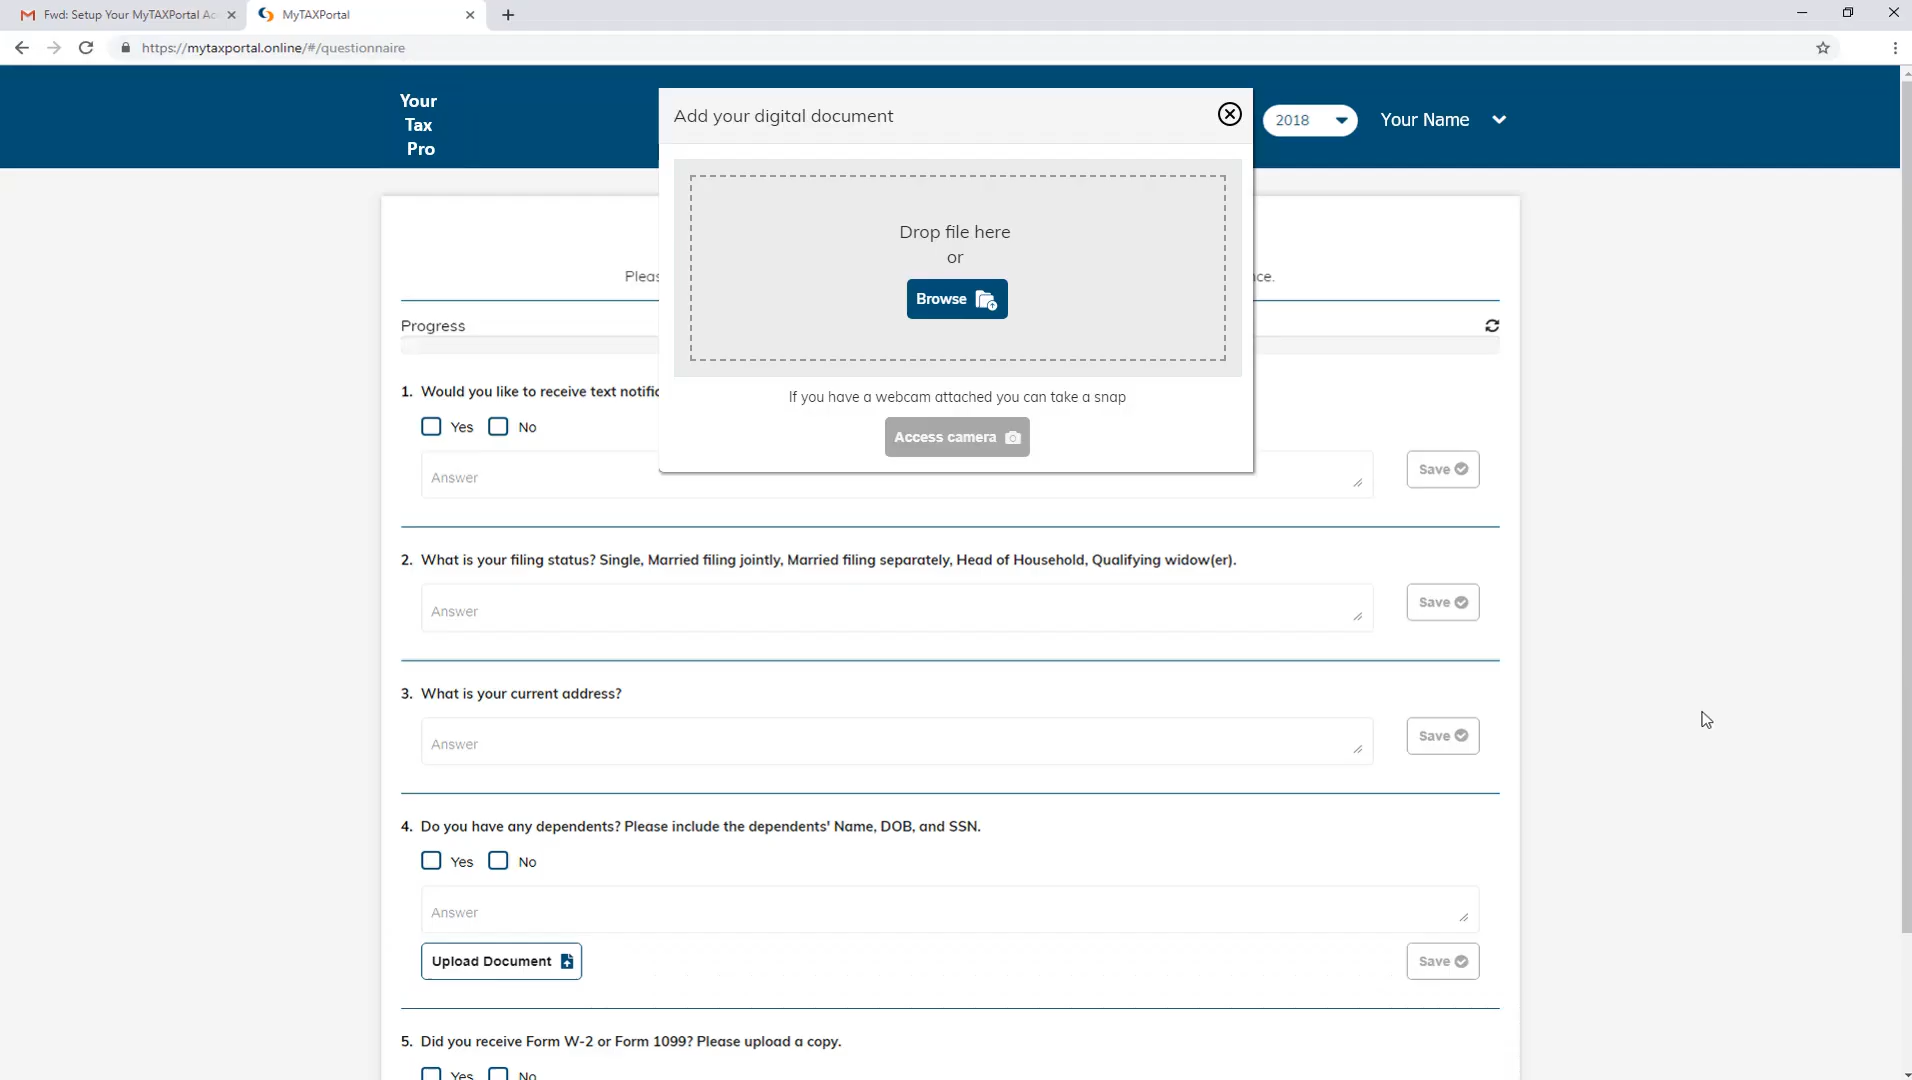 Fwd: Setup Your MyTAXPortal Ac
MyTAXPortal
https://mytaxportal.online/#/questionnaire
Your
Tax
Pro
Add your digital document
2018
Your Name
Drop file here
or
Browse
If you have a webcam attached you can take a snap
Access camera
Progress
1. Would you like to receive text
Yes No
Answer
Save
2. What is your filing status? Single, Married filing jointly, Married filing separately, Head of Household, Qualifying widow(er).
Answer
Save
3. What is your current address?
Answer
Save
4. Do you have any dependents? Please include the dependents' Name, DOB, and SSN.
Yes No
Answer
Upload Document
Save
5. Did you receive Form W-2 or Form 1099? Please upload a copy.
Yes No